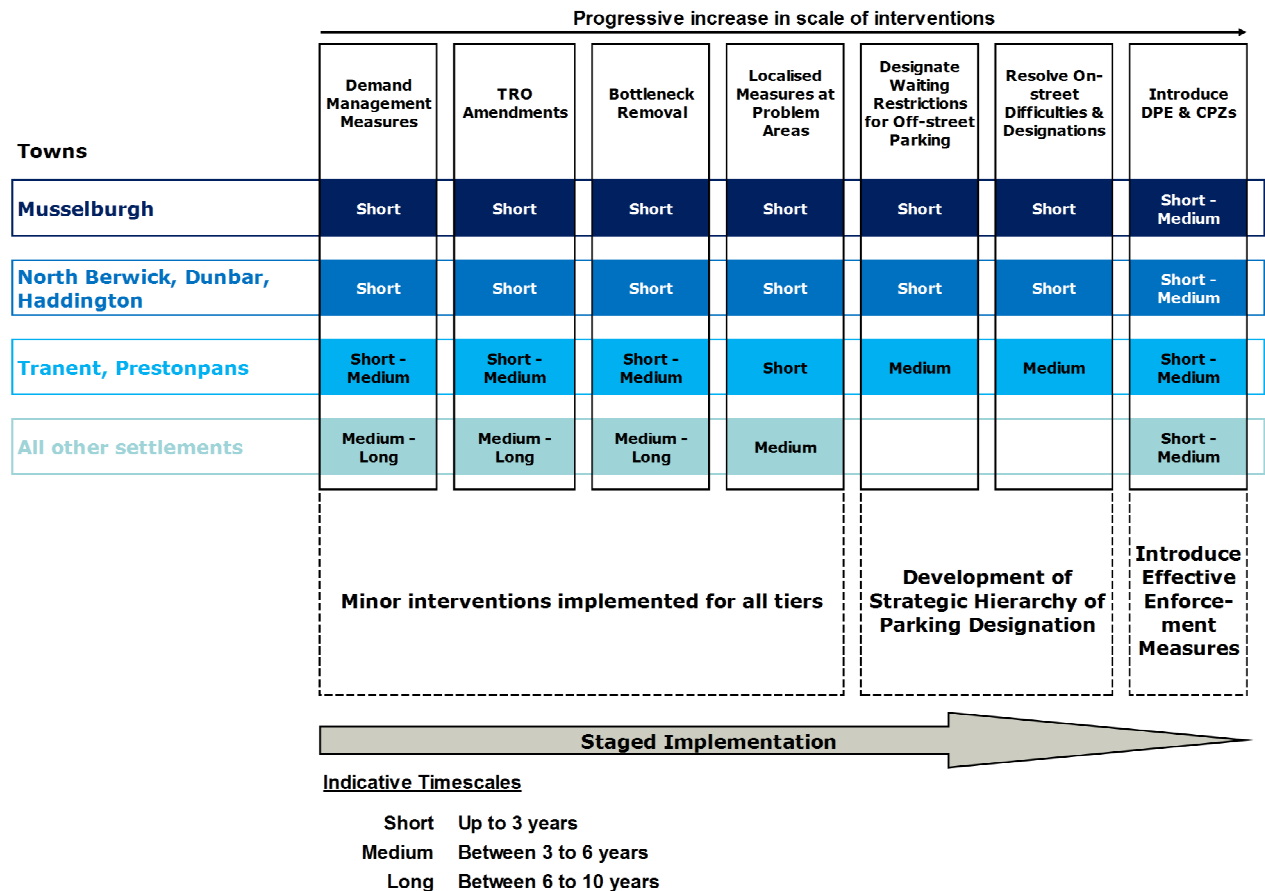 Progressive increase in scale of interventions
Demand
Management
Measures
TRO
Amendments
Bottleneck
Removal
Localised
Measures at
Problem
Areas
Designate
Waiting
Restrictions
for Off-street
Parking
Resolve On-
street
Difficulties &
Designations
Introduce
DPE & CPZs
Towns
Musselburgh
Short
Short
Short
Short
Short
Short
Short -
Medium
North Berwick, Dunbar,
Haddington
Short
Short
Short
Short
Short
Short
Short -
Medium
Tranent, Prestonpans
Short -
Medium
Short -
Medium
Short -
Medium
Short
Medium
Medium
Short -
Medium
All other settlements
Medium -
Long
Medium -
Long
Medium -
Long
Medium
Short -
Medium
Minor interventions implemented for all tiers
Development of
Strategic Hierarchy of
Parking Designation
Introduce
Effective
Enforce-
ment
Measures
Staged Implementation
Indicative Timescales
Short Up to 3 years
Medium Between 3 to 6 years
Long Between 6 to 10 years